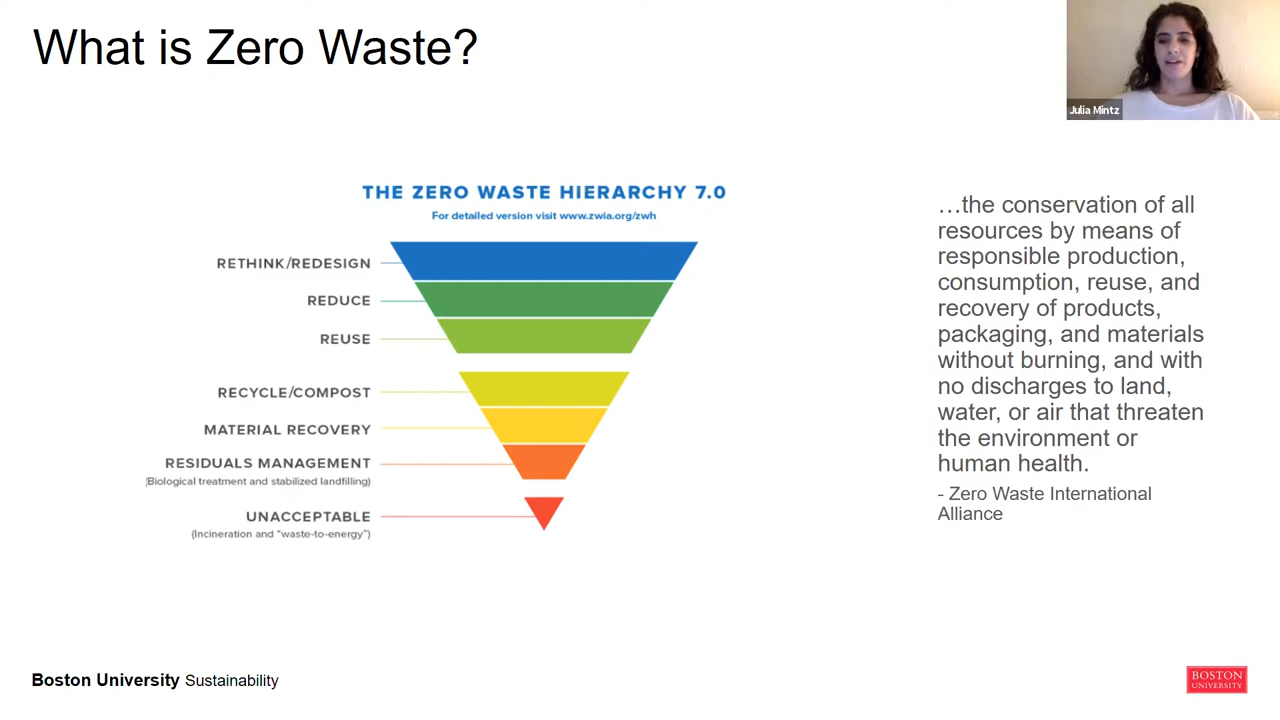 What is Zero Waste?
Julia Mintz
THE ZERO WASTE HIERARCHY 7.0
For detailed version visit www.zwia.org/zwh
RETHINK/REDESIGN
REDUCE
REUSE
RECYCLE/COMPOST
MATERIAL RECOVERY
RESIDUALS MANAGEMENT
(Biological treatment and stabilized landfilling)
UNACCEPTABLE
(Incineration and "waste-to-energy")
…the conservation of all
resources by means of
responsible production,
consumption, reuse, and
recovery of products,
packaging, and materials
without burning, and with
no discharges to land,
water, or air that threaten
the environment or
human health.
- Zero Waste International
Alliance
Boston University Sustainability
BOSTON
UNIVERSITY